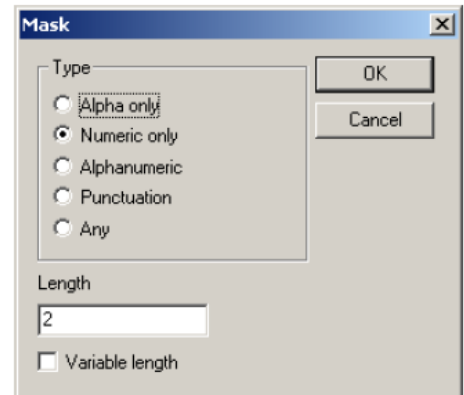 Mask
Type
Alpha only
Numeric only
Alphanumeric
Punctuation
Any
OK
Cancel
Length
2
Variable length